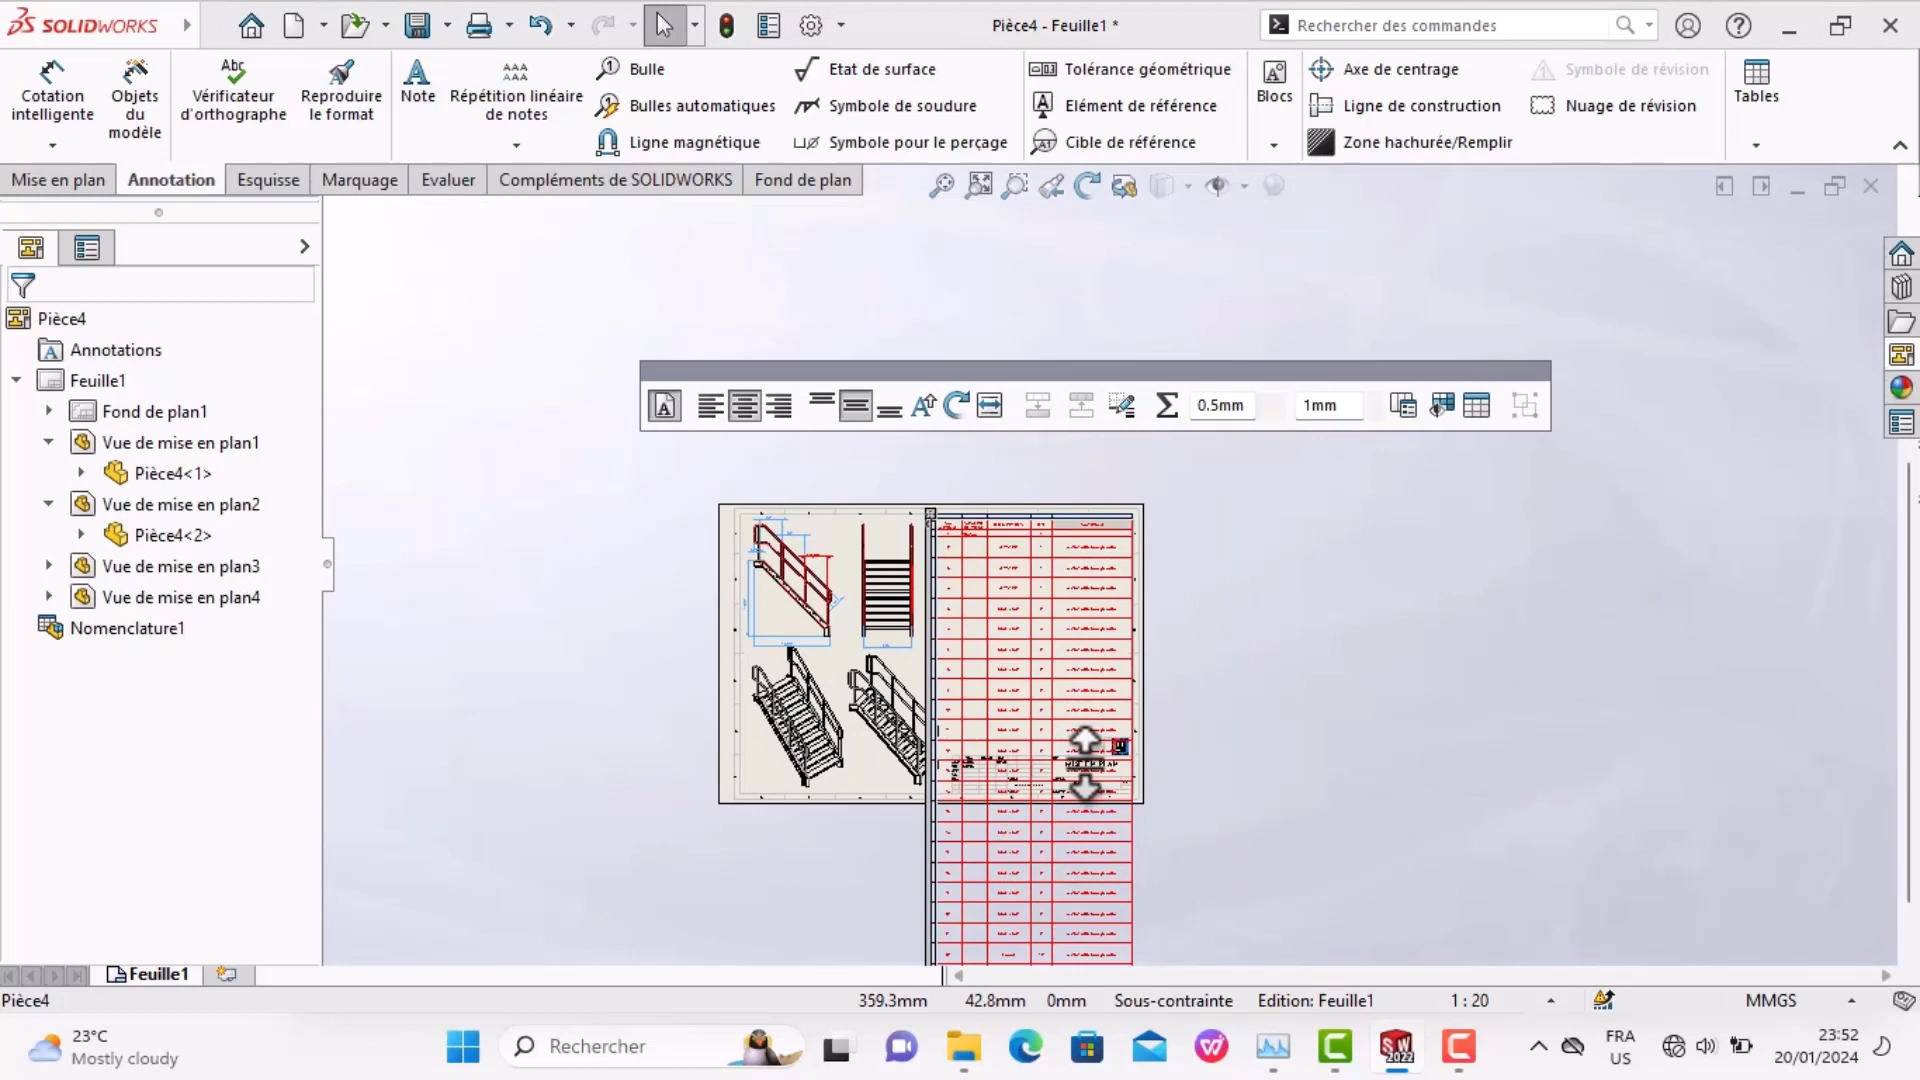 SOLIDWORKS
Pièce4 - Feuille1 *
Rechercher des commandes
Cotation intelligente
Objets du modèle
Abc
Vérificateur d'orthographe
Reproduire le format
Note
Répétition linéaire de notes
Bulle
Bulles automatiques
Ligne magnétique
Etat de surface
Symbole de soudure
Symbole pour le perçage
Tolérance géométrique
Elément de référence
Cible de référence
Blocs
Axe de centrage
Ligne de construction
Zone hachurée/Remplir
Symbole de révision
Nuage de révision
Tables
Mise en plan
Annotation
Esquisse
Marquage
Evaluer
Compléments de SOLIDWORKS
Fond de plan
Pièce4
Annotations
Feuille1
Fond de plan1
Vue de mise en plan1
Pièce4<1>
Vue de mise en plan2
Pièce4<2>
Vue de mise en plan3
Vue de mise en plan4
Nomenclature1
0.5mm
1mm
Feuille1
Pièce4
359.3mm
42.8mm
0mm
Sous-contrainte
Edition: Feuille1
1 : 20
MMGS
23°C
Mostly cloudy
Rechercher
SW
2022
FRA
US
23:52
20/01/2024